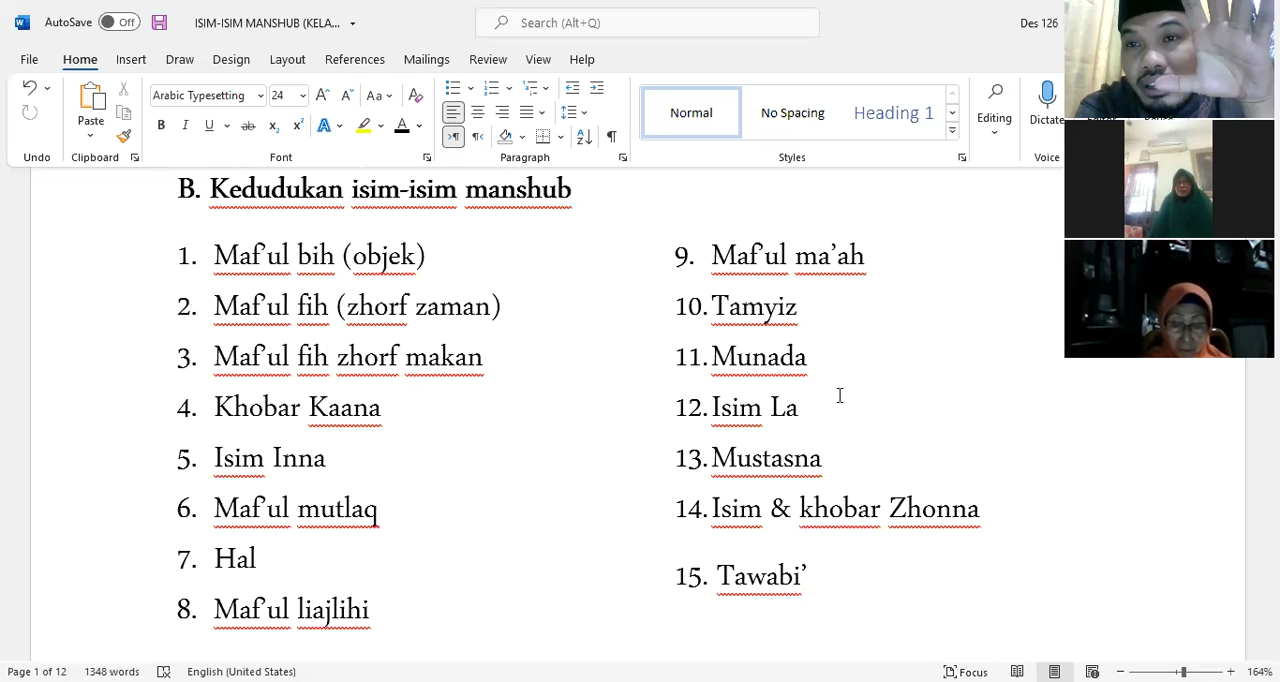 AutoSave Off ISIM-ISIM MANSHUB (KELA... Search (Alt+Q) Des 126
File Home Insert Draw Design Layout References Mailings Review View Help
Arabic Typesetting 24 Aa
Paste
Normal No Spacing Heading 1
Editing Dictate
Undo Clipboard Font Paragraph Styles Voice
B. Kedudukan isim-isim manshub
1. Maf'ul bih (objek)
2. Maf'ul fih (zhorf zaman)
3. Maf'ul fih zhorf makan
4. Khobar Kaana
5. Isim Inna
6. Maf'ul mutlaq
7. Hal
8. Maf'ul liajlihi
9. Maf'ul ma'ah
10. Tamyiz
11. Munada
12. Isim La
13. Mustasna
14. Isim & khobar Zhonna
15. Tawabi'
Page 1 of 12 1348 words English (United States) Focus 164%